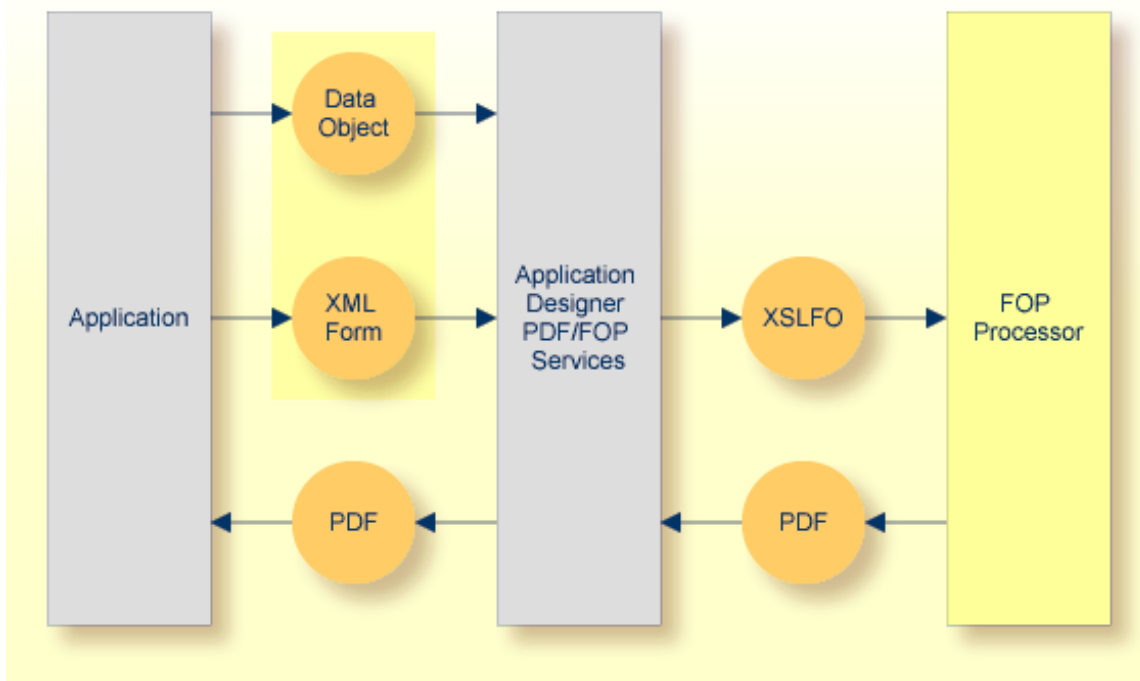 Data
Object
Application
XML
Form
Application
Designer
PDF/FOP
Services
XSLFO
FOP
Processor
PDF
PDF